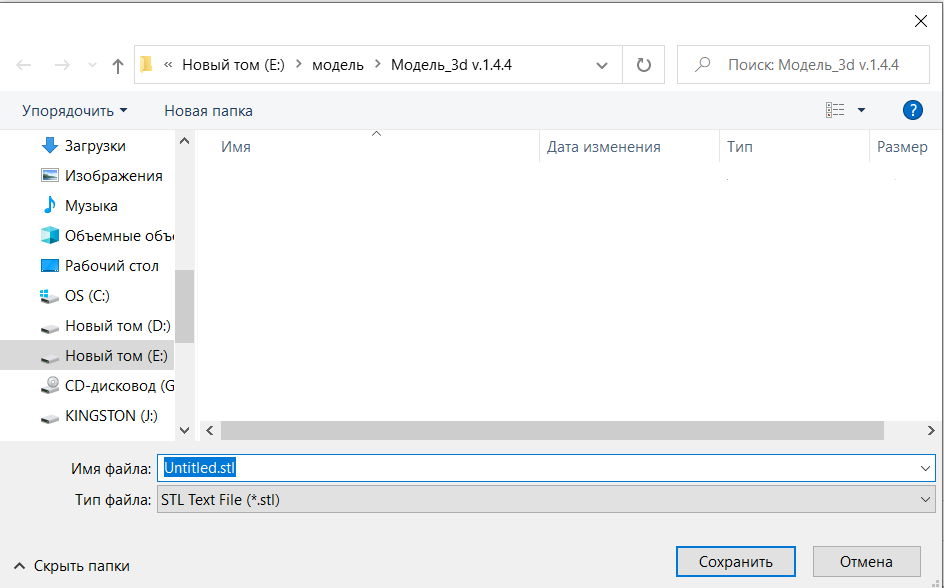 « Новый том (E:) › модель › Модель_3d v.1.4.4
Поиск: Модель_3d v.1.4.4
Упорядочить
Новая папка
?
Имя
Дата изменения
Тип
Размер
Загрузки
Изображения
Музыка
Объемные объ
Рабочий стол
OS (C:)
Новый том (D:)
Новый том (E:)
CD-дисковод (G
KINGSTON (J:)
Имя файла: Untitled.stl
Тип файла: STL Text File (*.stl)
Скрыть папки
Сохранить
Отмена